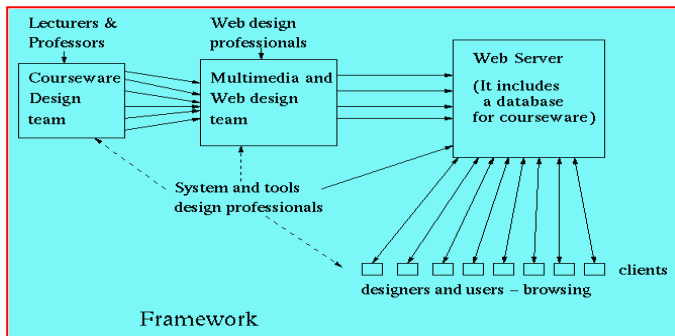 Lecturers &
Professors
Web design
professionals
Courseware
Design
team
Multimedia and
Web design
team
Web Server
(It includes
a database
for courseware)
System and tools
design professionals
clients
designers and users – browsing
Framework